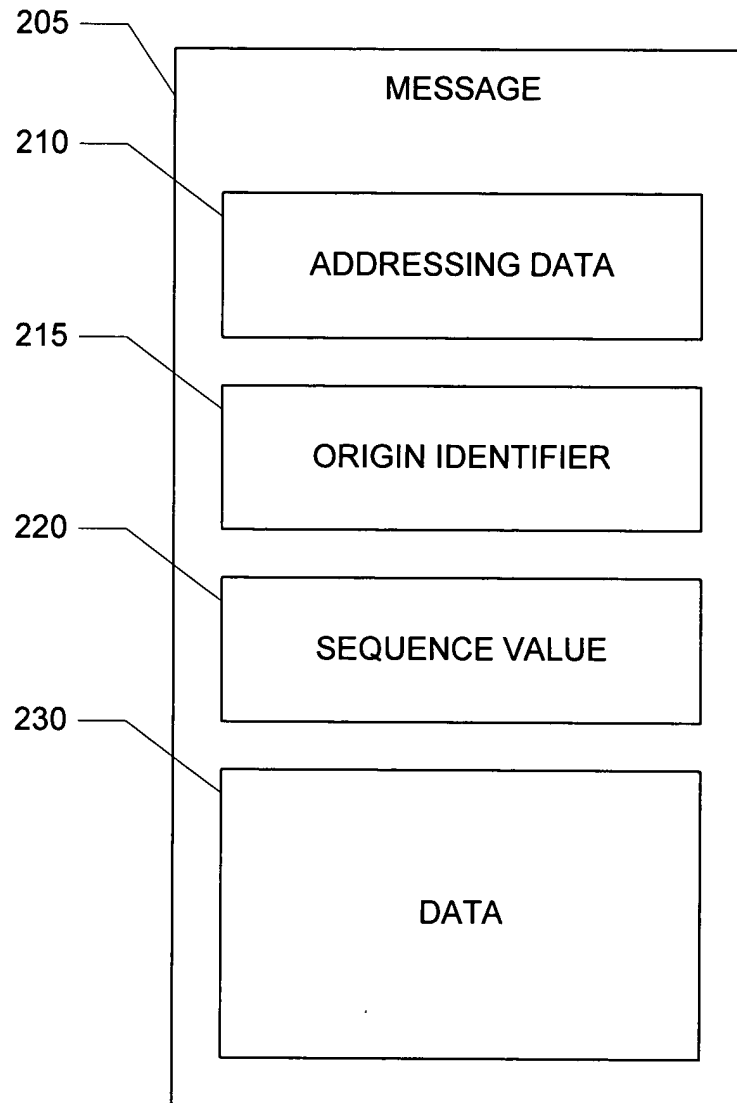 205
MESSAGE
210
ADDRESSING DATA
215
ORIGIN IDENTIFIER
220
SEQUENCE VALUE
230
DATA